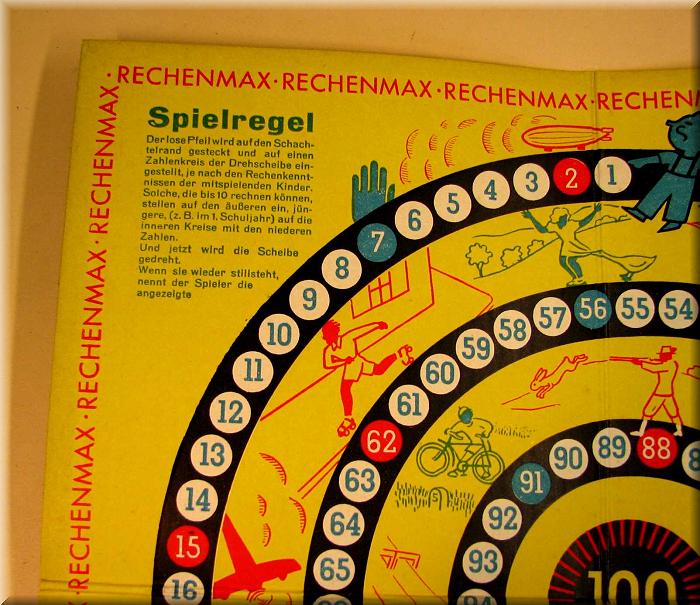 · RECHENMAX · RECHENMAX · RECHENMAX · RECHENM
RECHENMAX · RECHENMAX · RECHENMAX · RECHENMAX
Spielregel
Der lose Pfeil wird auf den Schach-
telrand gesteckt und auf einen
Zahlenkreis der Drehscheibe ein-
gestellt, je nach den Rechenkennt-
nissen der mitspielenden Kinder.
Solche, die bis 10 rechnen können,
stellen auf den äußeren ein, jün-
gere, (z. B. im 1. Schuljahr) auf die
inneren Kreise mit den niederen
Zahlen.
Und jetzt wird die Scheibe
gedreht.
Wenn sie wieder stillsteht,
nennt der Spieler die
angezeigte
1
2
3
4
5
6
7
8
9
10
11
12
13
14
15
16
54
55
56
57
58
59
60
61
62
63
64
65
88
89
90
91
92
93
94
100